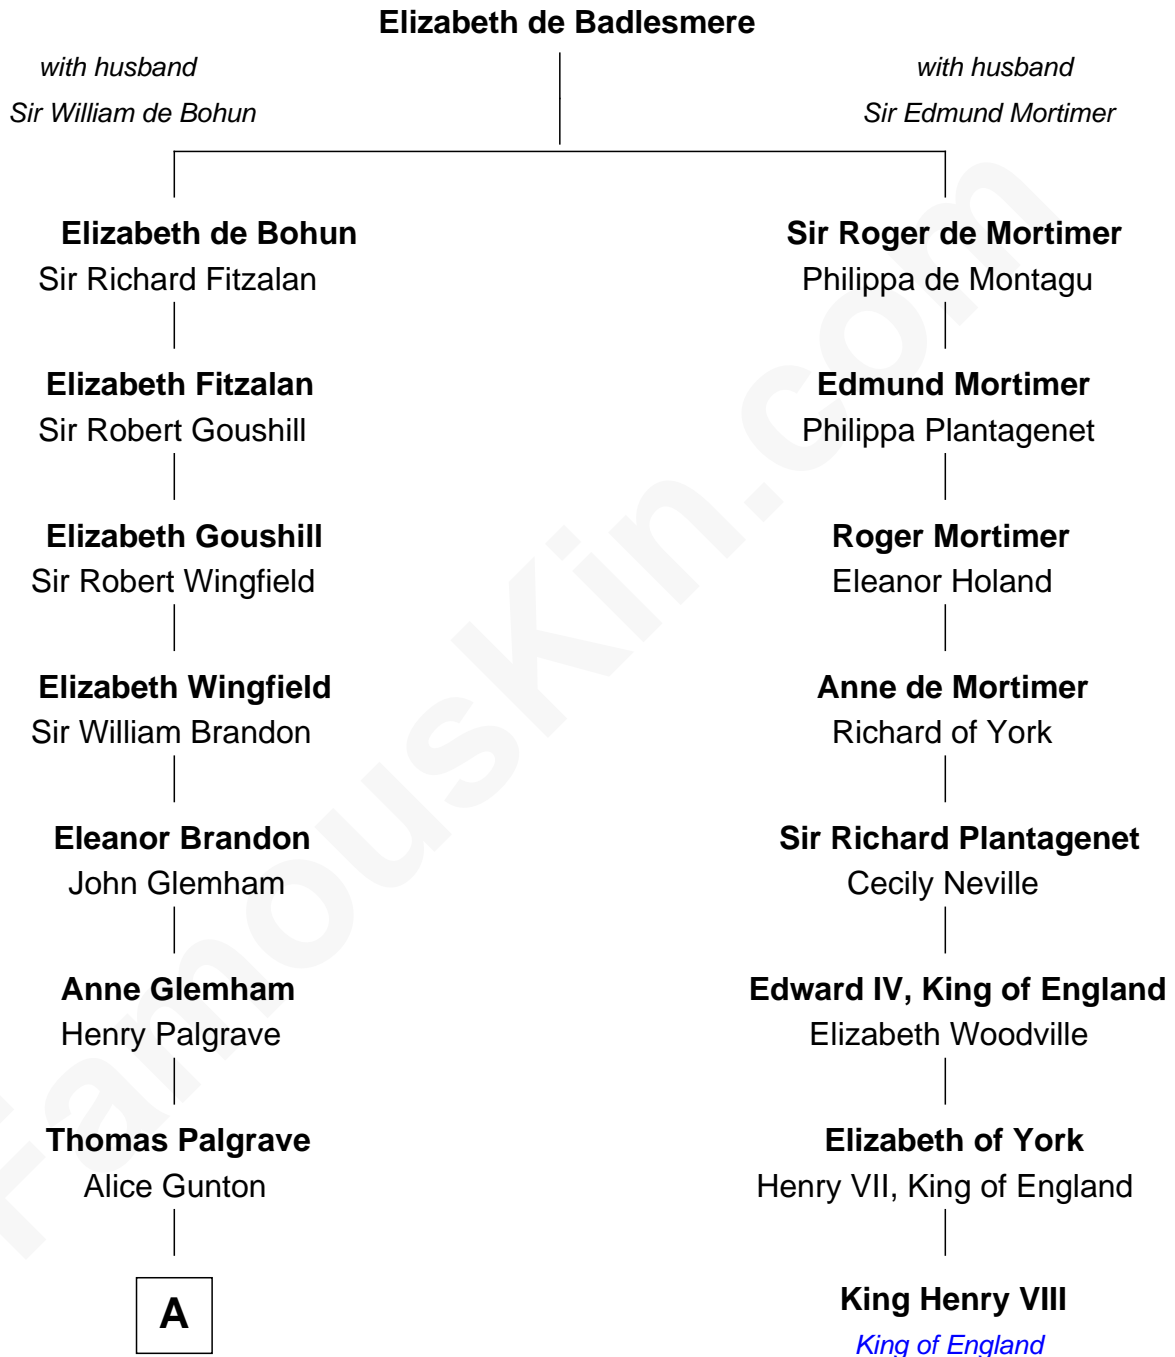 Elizabeth de Badlesmere
with husband
Sir William de Bohun
with husband
Sir Edmund Mortimer
Elizabeth de Bohun
Sir Richard Fitzalan
Elizabeth Fitzalan
Sir Robert Goushill
Elizabeth Goushill
Sir Robert Wingfield
Elizabeth Wingfield
Sir William Brandon
Eleanor Brandon
John Glemham
Anne Glemham
Henry Palgrave
Thomas Palgrave
Alice Gunton
A
Sir Roger de Mortimer
Philippa de Montagu
Edmund Mortimer
Philippa Plantagenet
Roger Mortimer
Eleanor Holand
Anne de Mortimer
Richard of York
Sir Richard Plantagenet
Cecily Neville
Edward IV, King of England
Elizabeth Woodville
Elizabeth of York
Henry VII, King of England
King Henry VIII
King of England
FamousKin.com